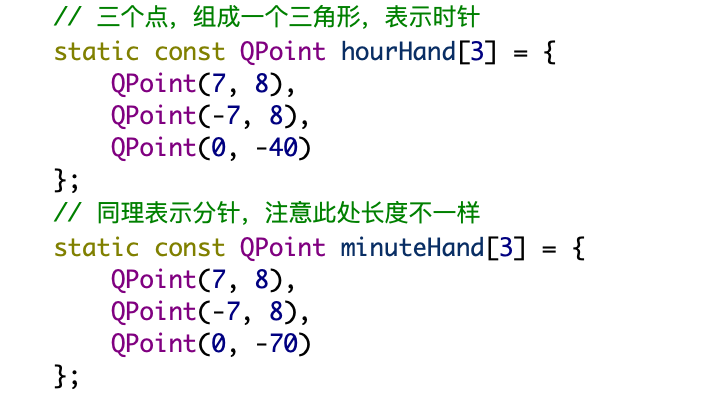 // 三个点，组成一个三角形，表示时针
static const QPoint hourHand[3] = {
    QPoint(7, 8),
    QPoint(-7, 8),
    QPoint(0, -40)
};
// 同理表示分针，注意此处长度不一样
static const QPoint minuteHand[3] = {
    QPoint(7, 8),
    QPoint(-7, 8),
    QPoint(0, -70)
};